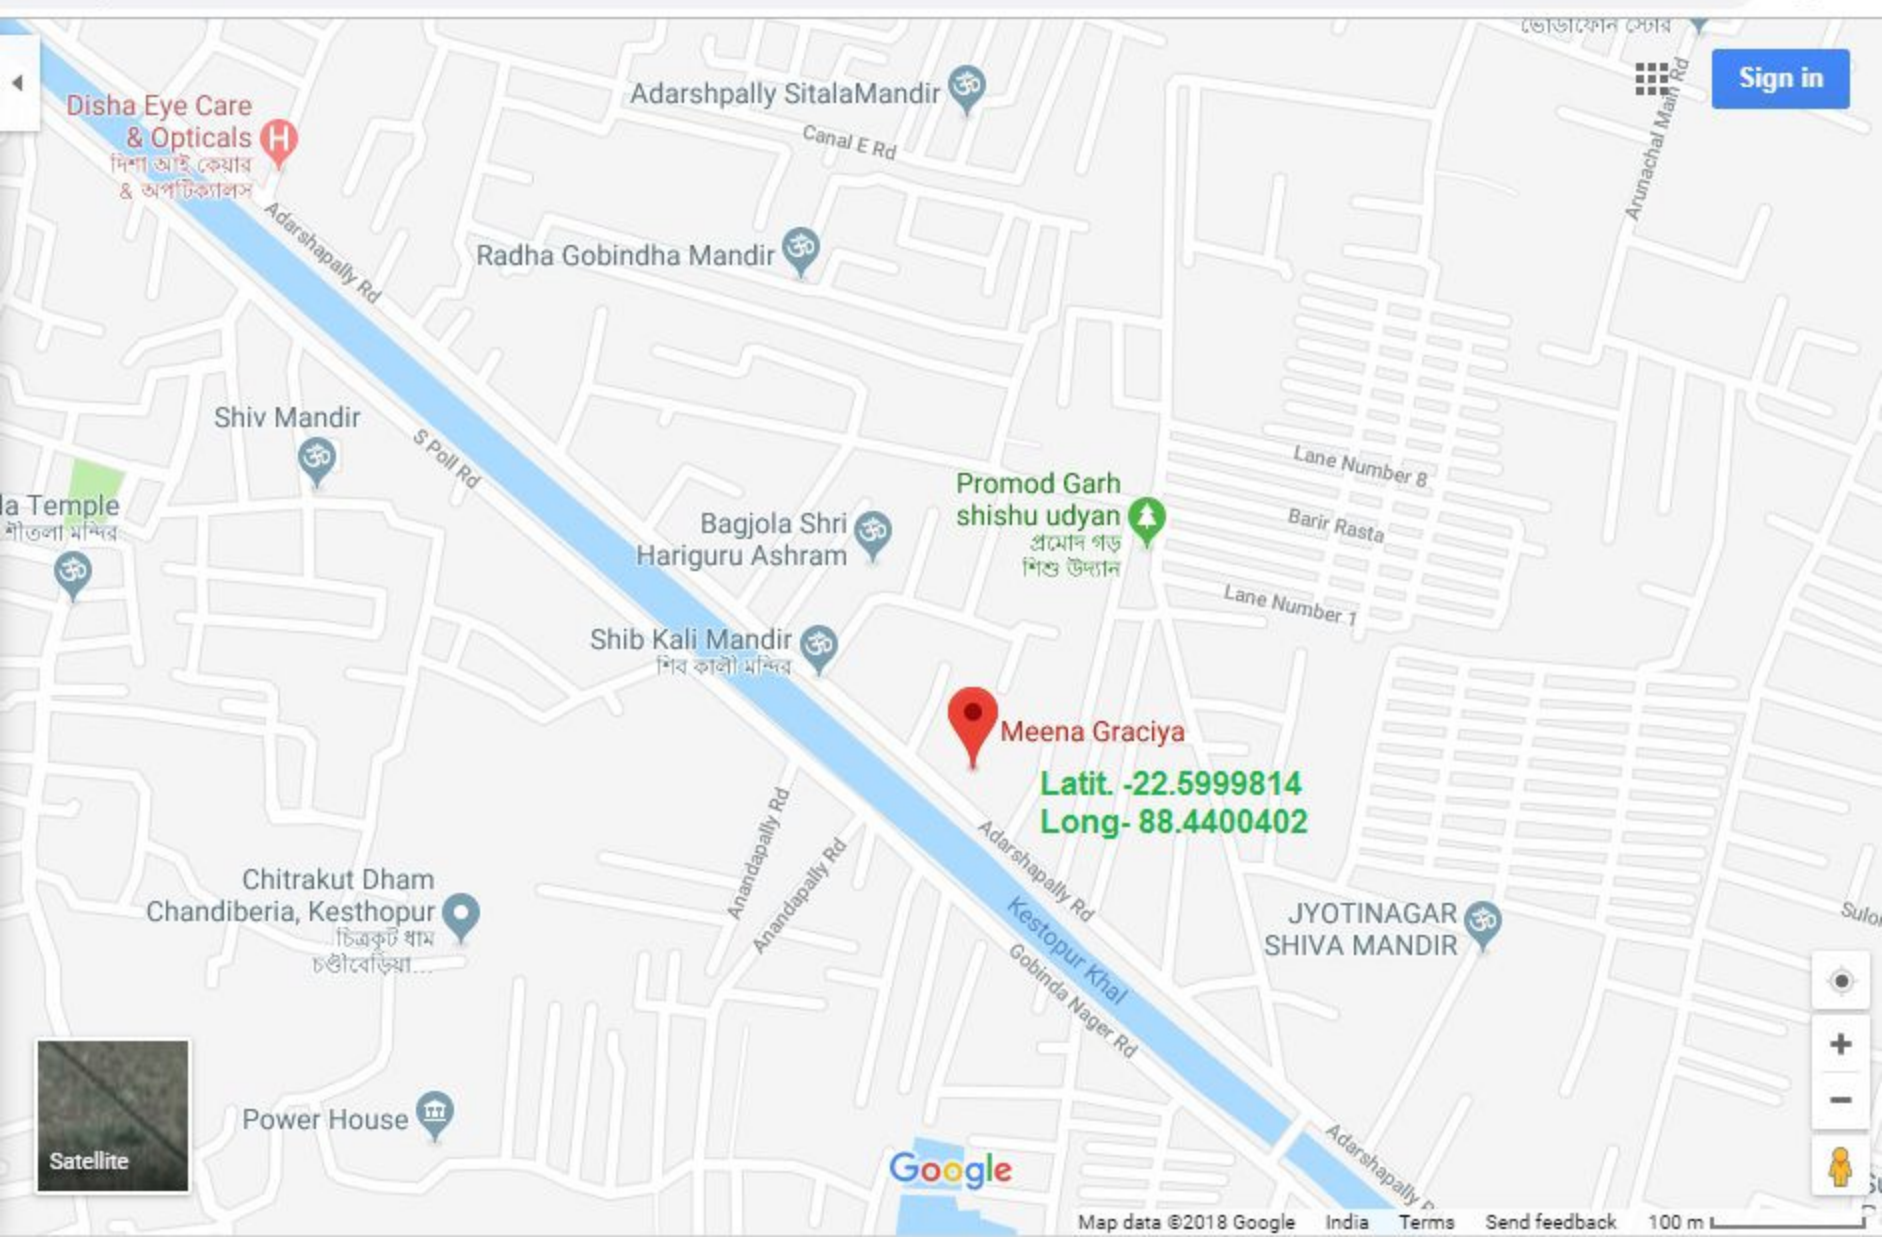 ভোডাফোন স্টোর
Sign in
Arunachal Main Rd
Adarshpally SitalaMandir
Canal E Rd
Disha Eye Care
& Opticals
H
দিশা আই কেয়ার
& অপটিক্যালস
Adarshapally Rd
Radha Gobindha Mandir
Shiv Mandir
S Poll Rd
la Temple
শীতলা মন্দির
Lane Number 8
Barir Rasta
Lane Number 1
Promod Garh
shishu udyan
প্রমোদ গড়
শিশু উদ্যান
Bagjola Shri
Hariguru Ashram
Shib Kali Mandir
শিব কালী মন্দির
Meena Graciya
Latit. -22.5999814
Long- 88.4400402
Anandapally Rd
Anandapally Rd
Adarshapally Rd
Kestopur Khal
Gobinda Nager Rd
Chitrakut Dham
Chandiberia, Kesthopur
চিত্রকূট ধাম
চণ্ডীবেড়িয়া...
JYOTINAGAR
SHIVA MANDIR
Power House
Satellite
Google
Adarshapally
Map data ©2018 Google India Terms Send feedback 100 m